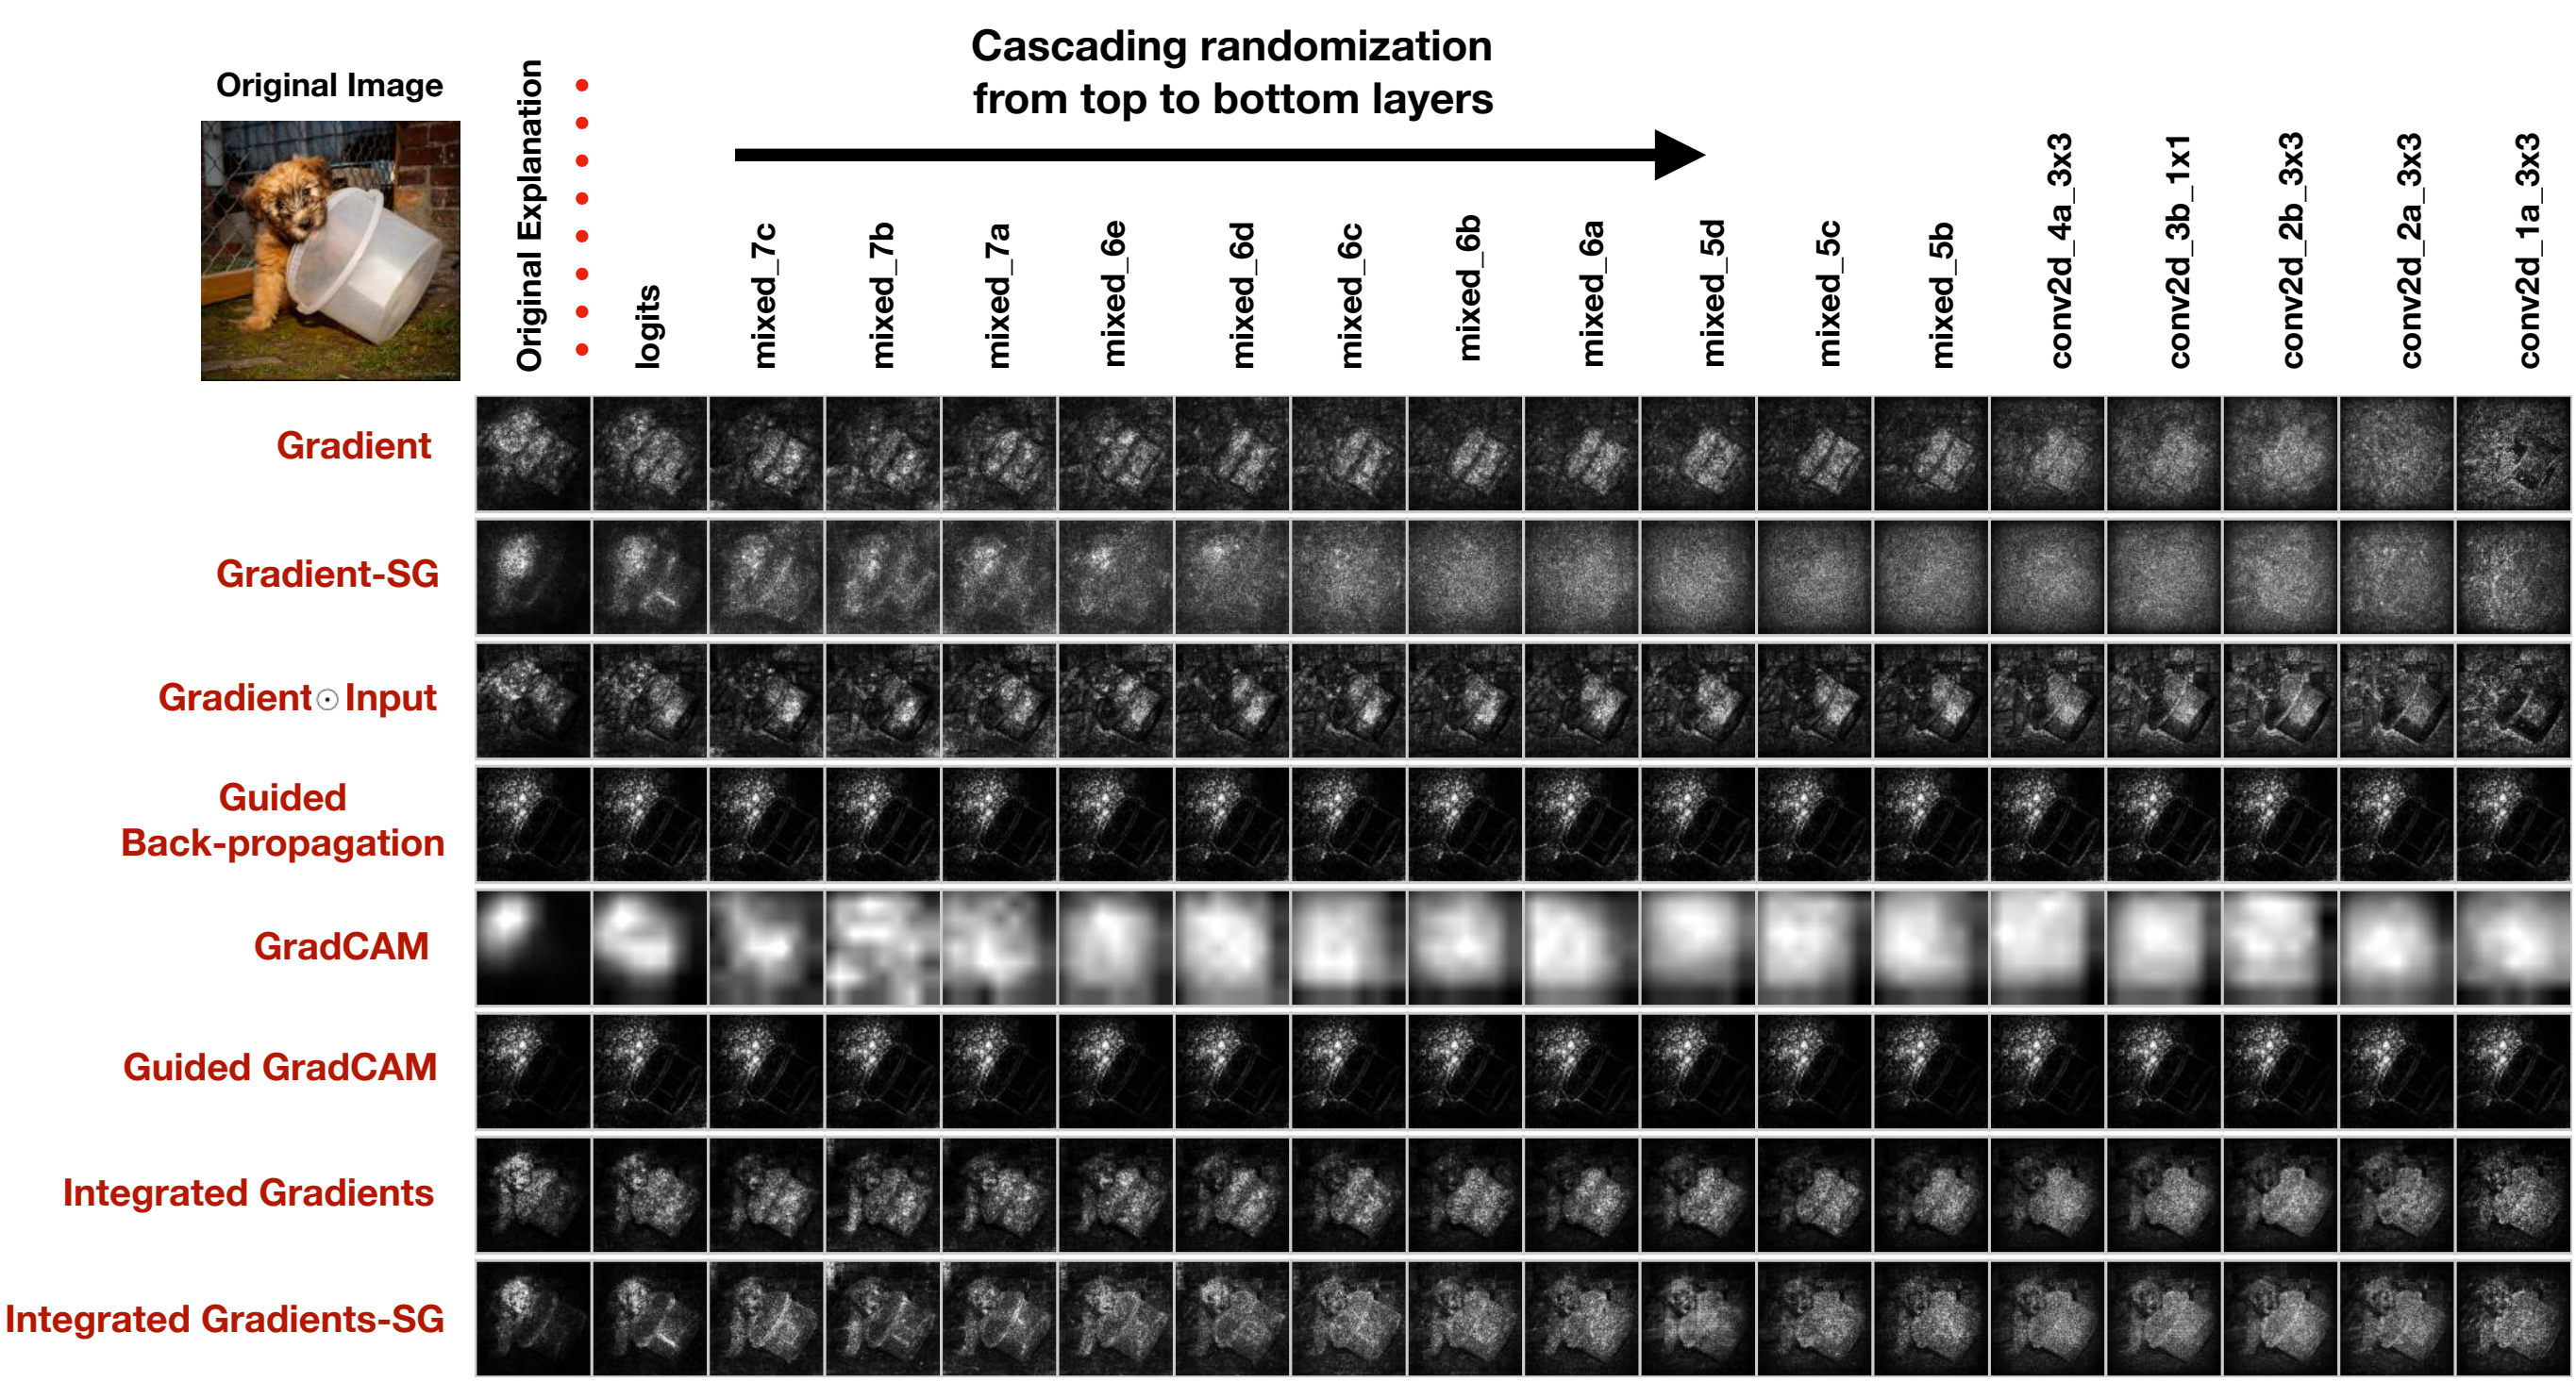 Cascading randomization
from top to bottom layers
Original Image
Original Explanation
logits
mixed_7c
mixed_7b
mixed_7a
mixed_6e
mixed_6d
mixed_6c
mixed_6b
mixed_6a
mixed_5d
mixed_5c
mixed_5b
conv2d_4a_3x3
conv2d_3b_1x1
conv2d_2b_3x3
conv2d_2a_3x3
conv2d_1a_3x3
Gradient
Gradient-SG
Gradient⊙Input
Guided
Back-propagation
GradCAM
Guided GradCAM
Integrated Gradients
Integrated Gradients-SG